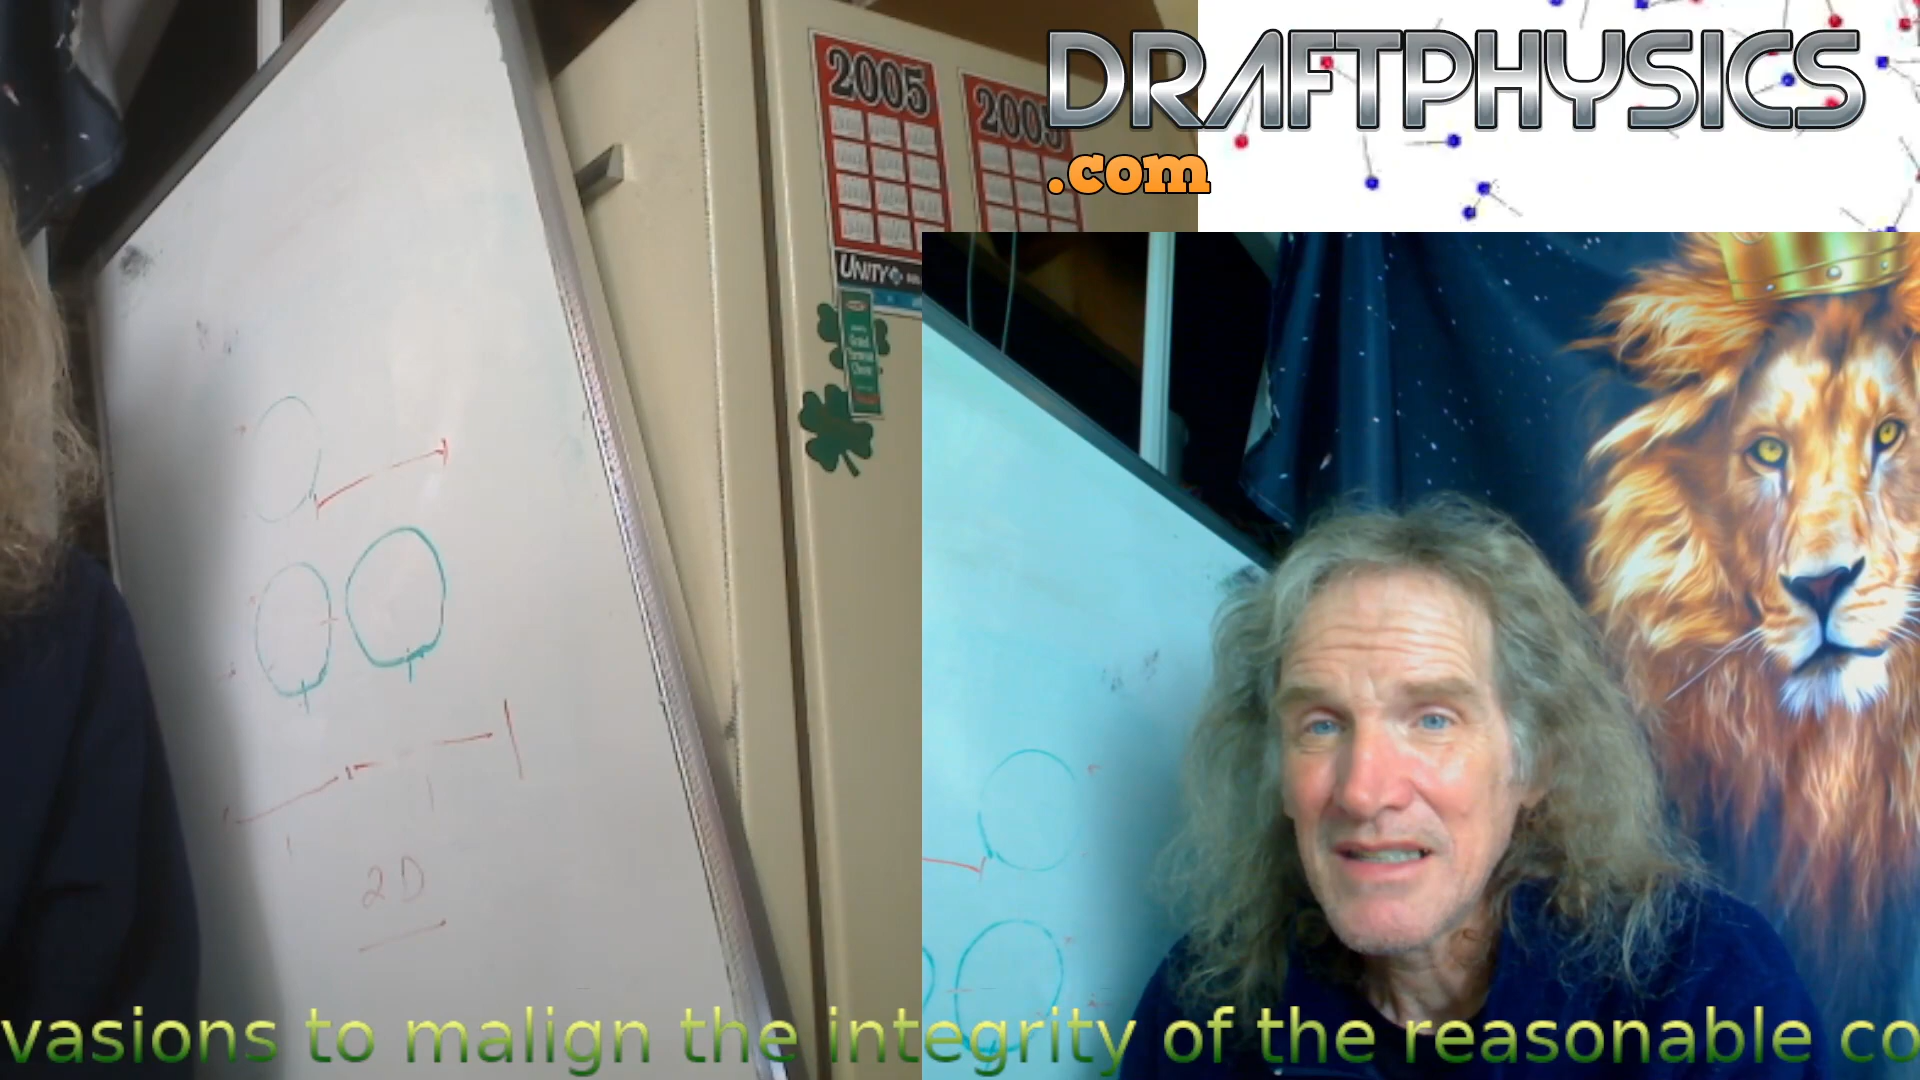 2005
2005
DRAFTPHYSICS
.com
UNITY
2D
vasions to malign the integrity of the reasonable co